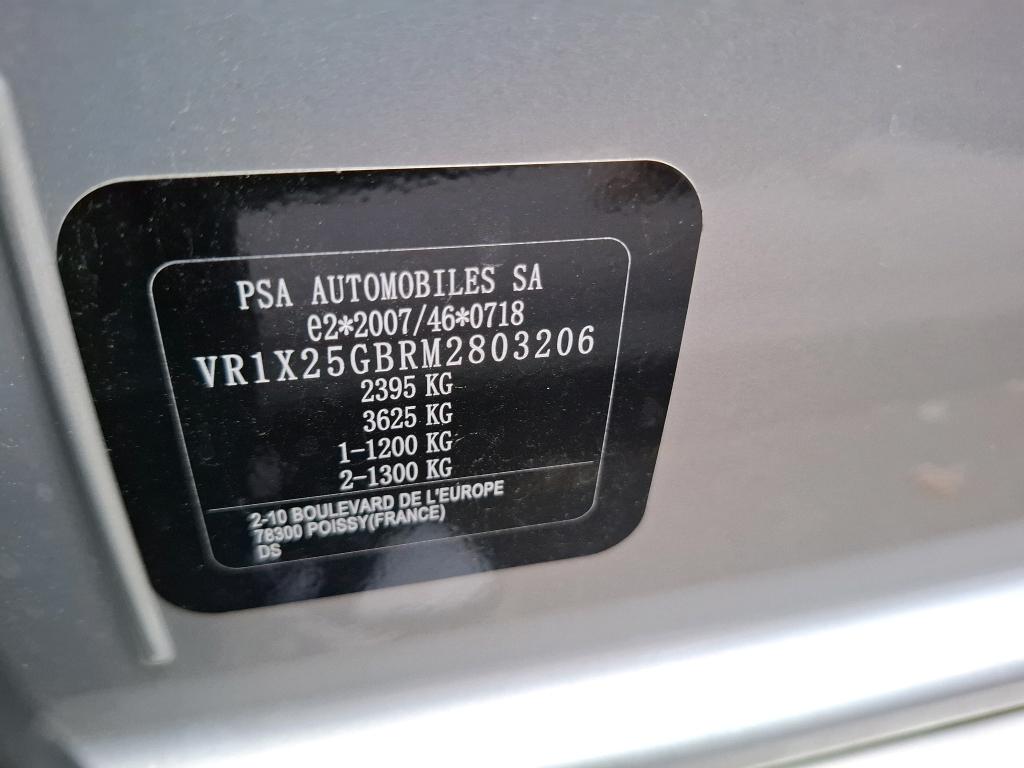 PSA AUTOMOBILES SA
e2*2007/46*0718
VR1X25GBRM2803206
2395 KG
3625 KG
1-1200 KG
2-1300 KG
2-10 BOULEVARD DE L'EUROPE
78300 POISSY(FRANCE)
DS